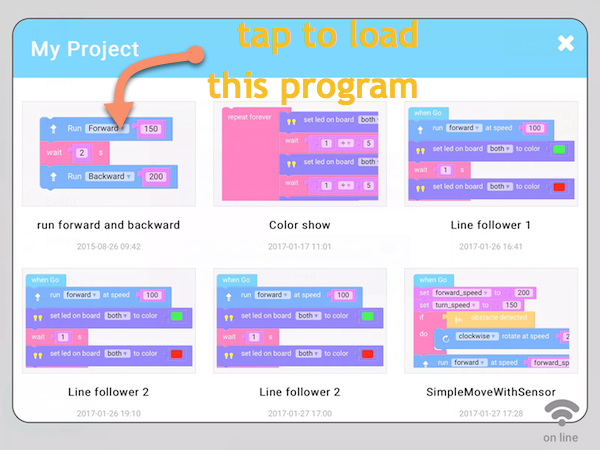 tap to load
My Project
this program
Run Forward 150
wait 2 s
Run Backward 200
run forward and backward
2015-08-26 09:42
repeat forever
set led on board both
wait 1 ÷ 5
set led on board both
wait 1 ÷ 5
Color show
2017-01-17 11:01
when Go
run forward at speed 100
set led on board both to color
wait 1 s
set led on board both to color
Line follower 1
2017-01-26 16:41
when Go
run forward at speed 100
set led on board both to color
wait 1 s
set led on board both to color
Line follower 2
2017-01-26 19:10
when Go
run forward at speed 100
set led on board both to color
wait 1 s
set led on board both to color
Line follower 2
2017-01-27 17:00
when Go
set forward_speed to 200
set turn_speed to 150
if obstacle detected
do clockwise rotate at speed 2
run forward at speed forward_sp
SimpleMoveWithSensor
2017-01-27 17:28
on line